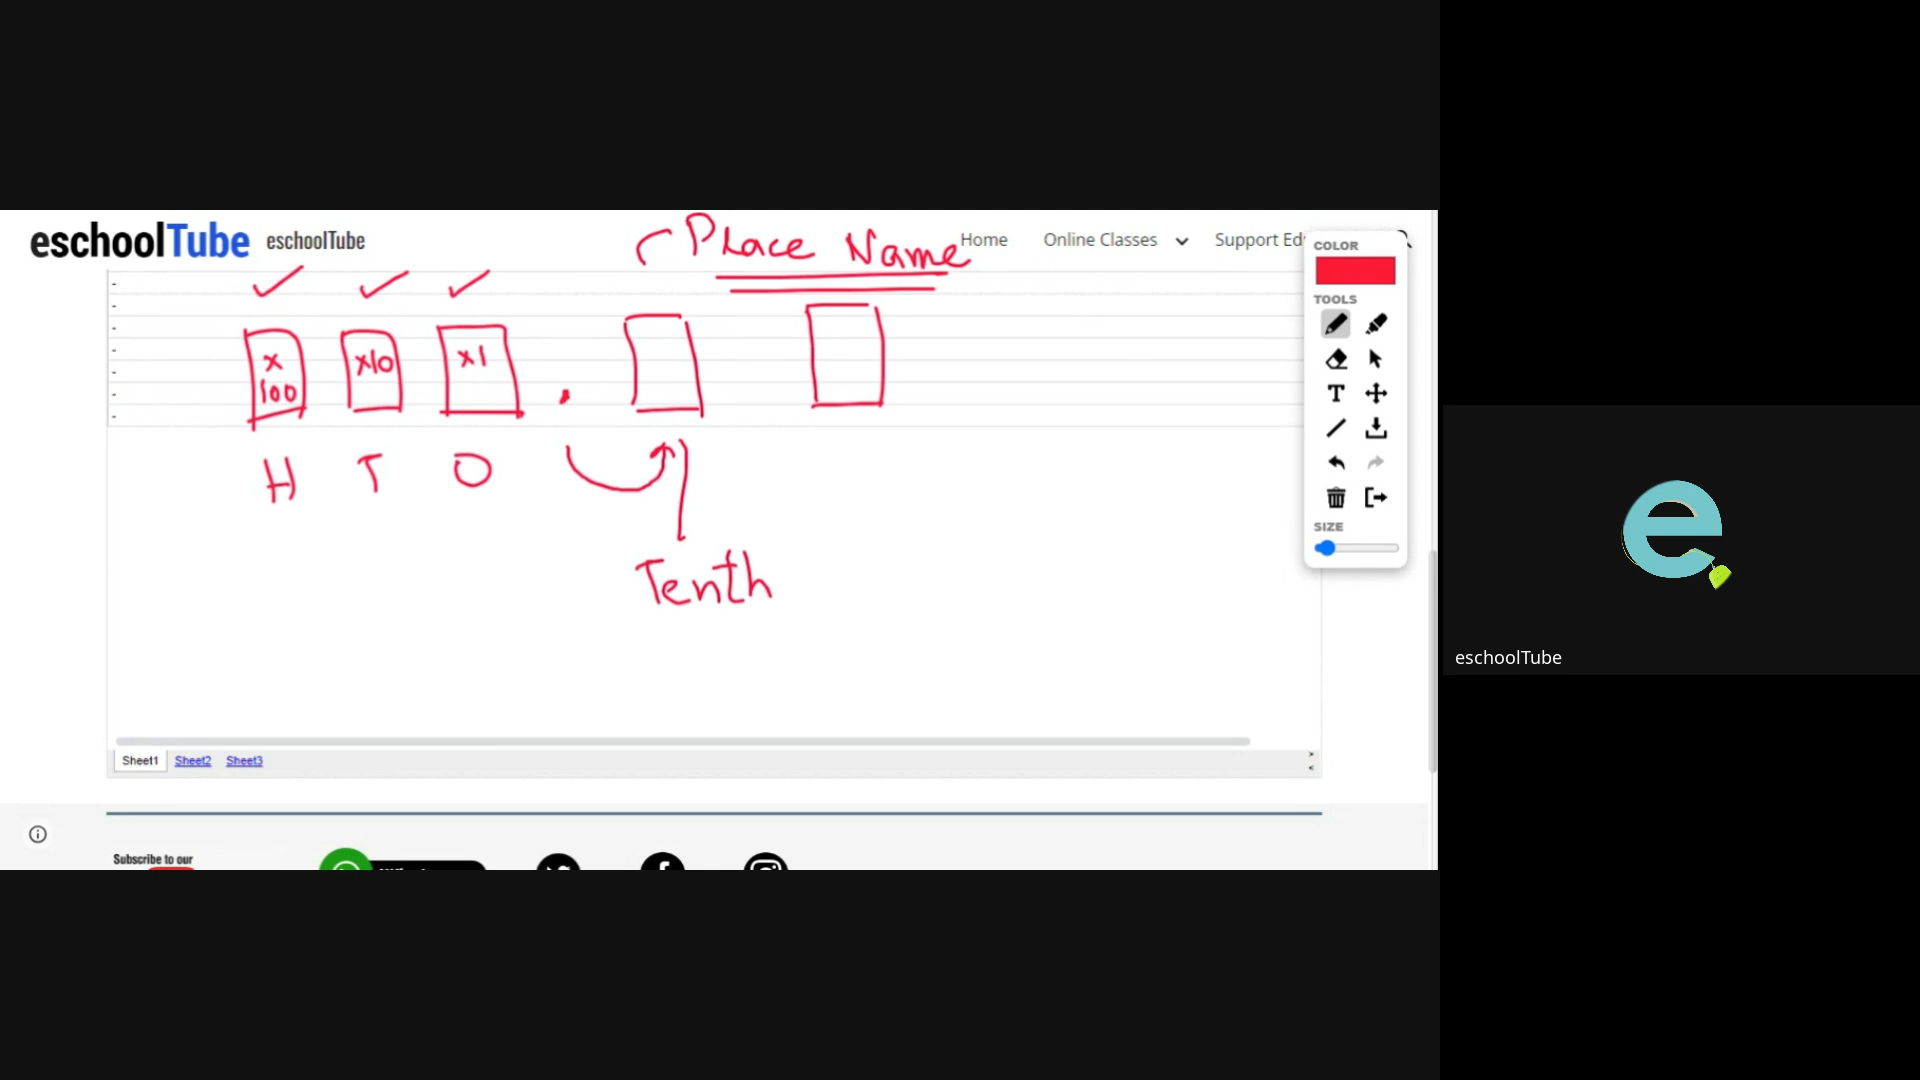 eschoolTube eschoolTube Place Name Home Online Classes Support Ed
COLOR
TOOLS
x 100 x10 x1 .
H T O
T
SIZE
Tenth
eschoolTube
Sheet1 Sheet2 Sheet3
Subscribe to our